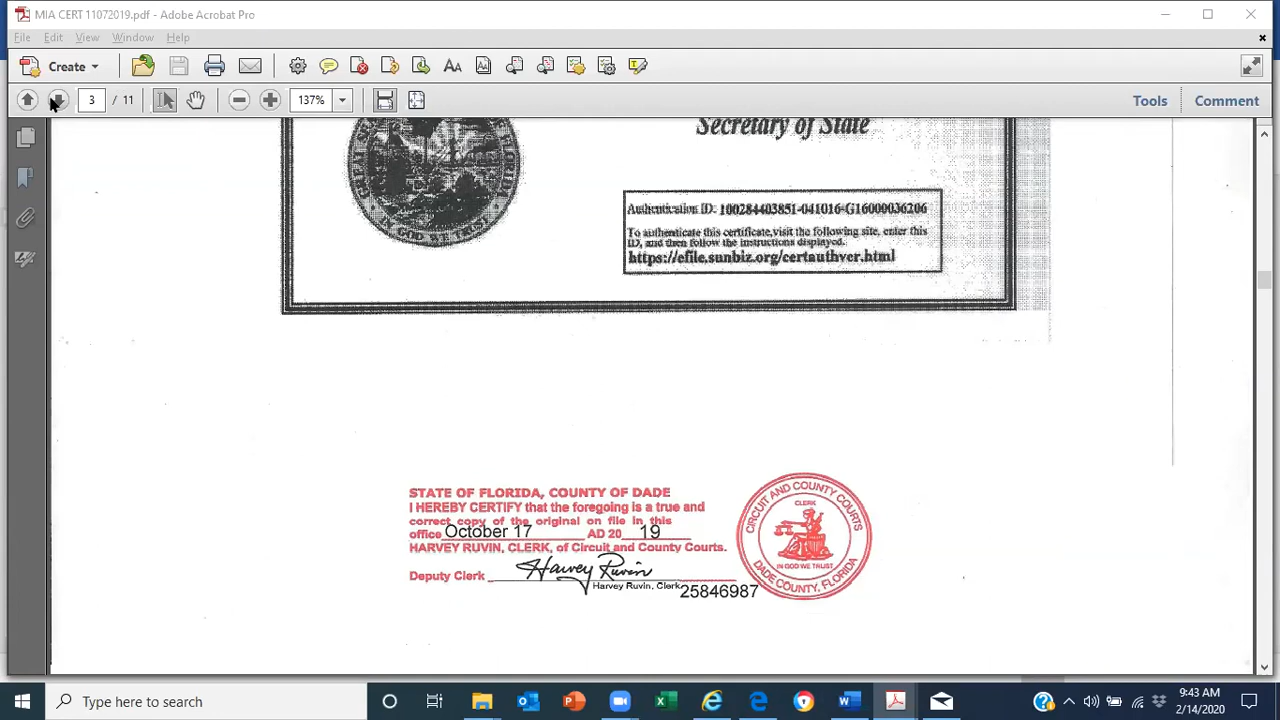 MIA CERT 11072019.pdf - Adobe Acrobat Pro
File Edit View Window Help
Create
3 / 11 137% Tools Comment
Secretary of State
Authentication ID: 100284403851-041016-G16000036206
To authenticate this certificate,visit the following site, enter this
ID, and then follow the instructions displayed.
https://efile.sunbiz.org/certauthver.html
STATE OF FLORIDA, COUNTY OF DADE
I HEREBY CERTIFY that the foregoing is a true and
correct copy of the original on file in this
office October 17 AD 20 19
HARVEY RUVIN, CLERK, of Circuit and County Courts.
Deputy Clerk Harvey Ruvin
Harvey Ruvin, Clerk 25846987
CIRCUIT AND COUNTY COURTS
CLERK
IN GOD WE TRUST
DADE COUNTY, FLORIDA
Type here to search
9:43 AM
2/14/2020